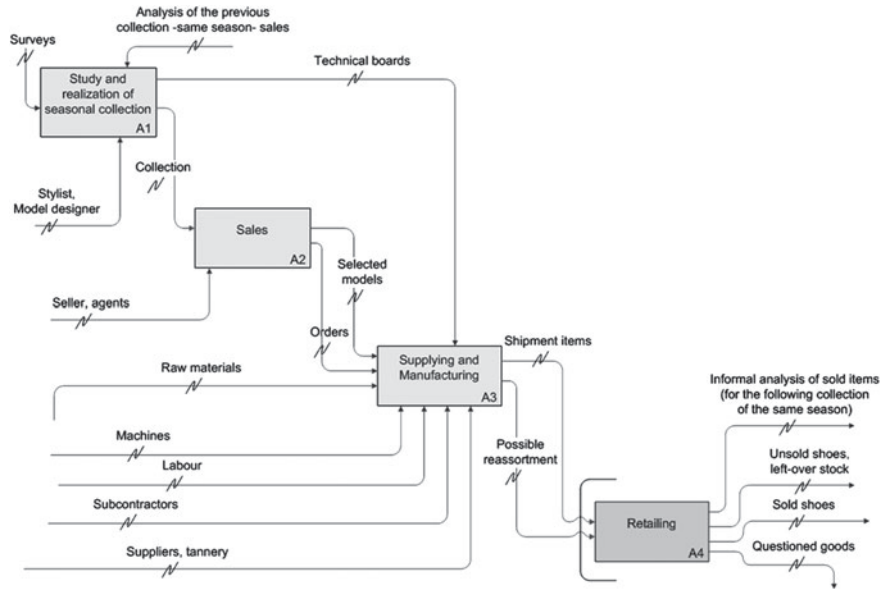 Analysis of the previous
collection -same season- sales
Surveys
Technical boards
Study and
realization of
seasonal collection
A1
Collection
Stylist,
Model designer
Sales
A2
Selected
models
Seller, agents
Orders
Shipment items
Raw materials
Supplying and
Manufacturing
A3
Informal analysis of sold items
(for the following collection
of the same season)
Machines
Possible
reassortment
Labour
Unsold shoes,
left-over stock
Subcontractors
Sold shoes
Retailing
A4
Suppliers, tannery
Questioned goods